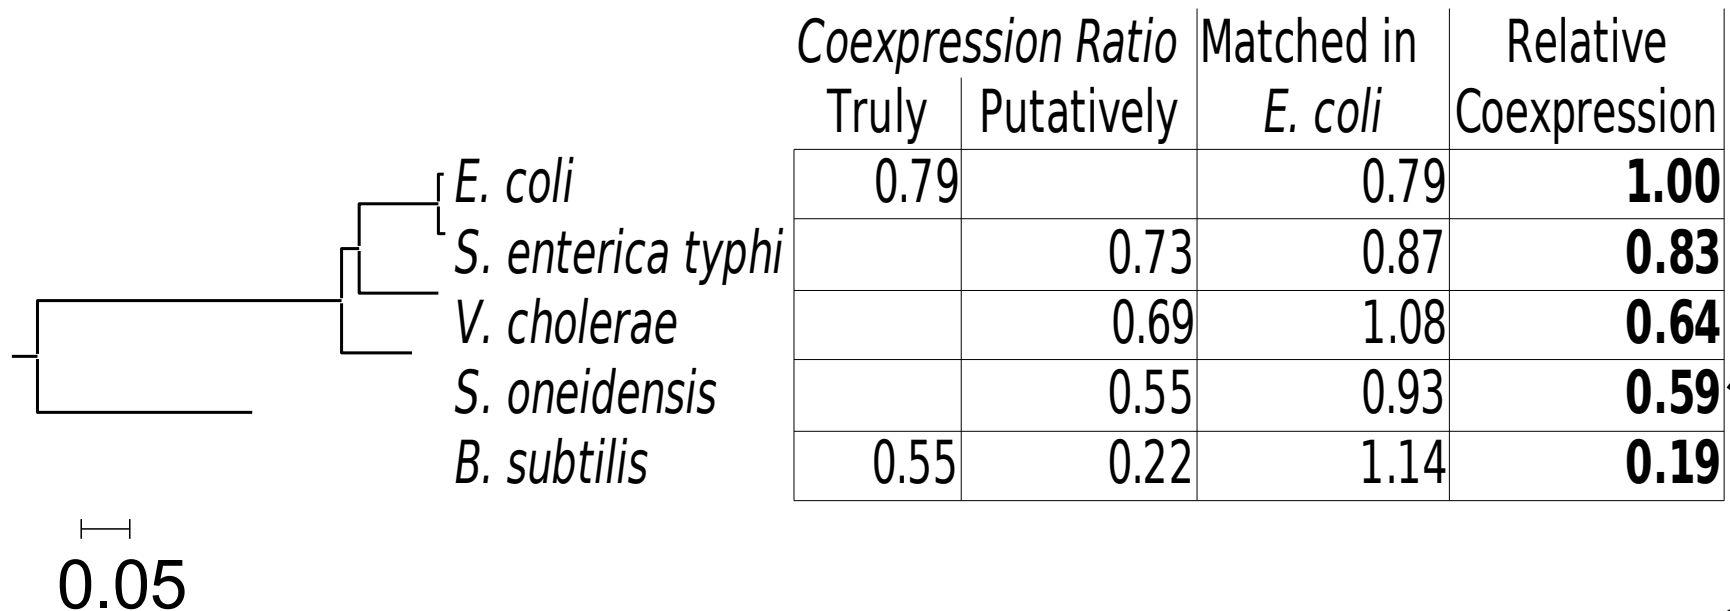 Coexpression Ratio Matched in Relative
Truly Putatively E. coli Coexpression
E. coli 0.79 0.79 1.00
S. enterica typhi 0.73 0.87 0.83
V. cholerae 0.69 1.08 0.64
S. oneidensis 0.55 0.93 0.59
B. subtilis 0.55 0.22 1.14 0.19
0.05